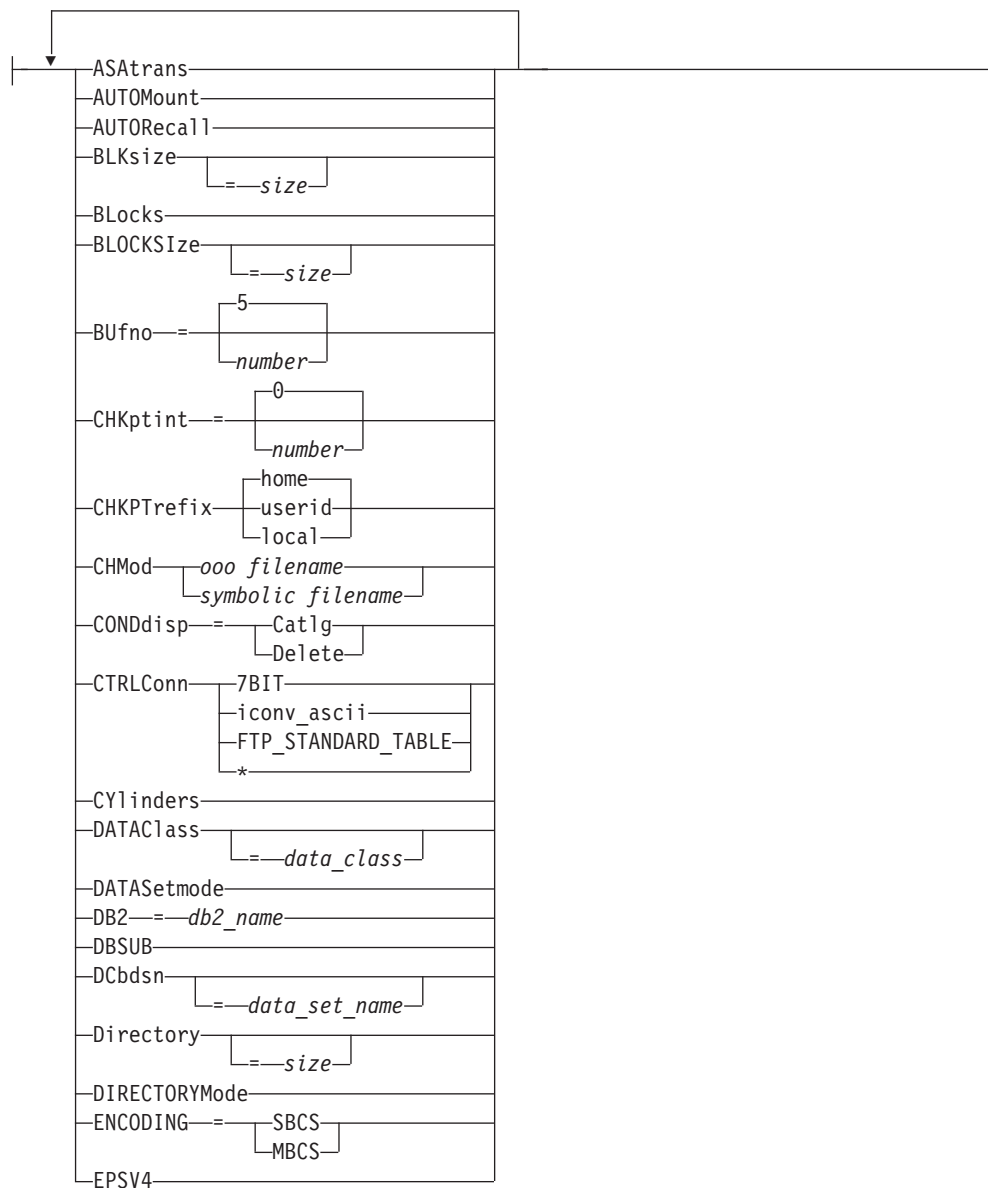 ASAtrans
AUTOMount
AUTORecall
BLKsize
= size
BLocks
BLOCKSIze
= size
5
BUfno =
number
0
CHKptint =
number
home
CHKPTrefix userid
local
CHMod ooo filename
symbolic filename
CONDdisp = Catlg
Delete
CTRLConn 7BIT
iconv_ascii
FTP_STANDARD_TABLE
*
CYlinders
DATAClass
= data_class
DATASetmode
DB2 = db2_name
DBSUB
DCbdsn
= data_set_name
Directory
= size
DIRECTORYMode
ENCODING = SBCS
MBCS
EPSV4